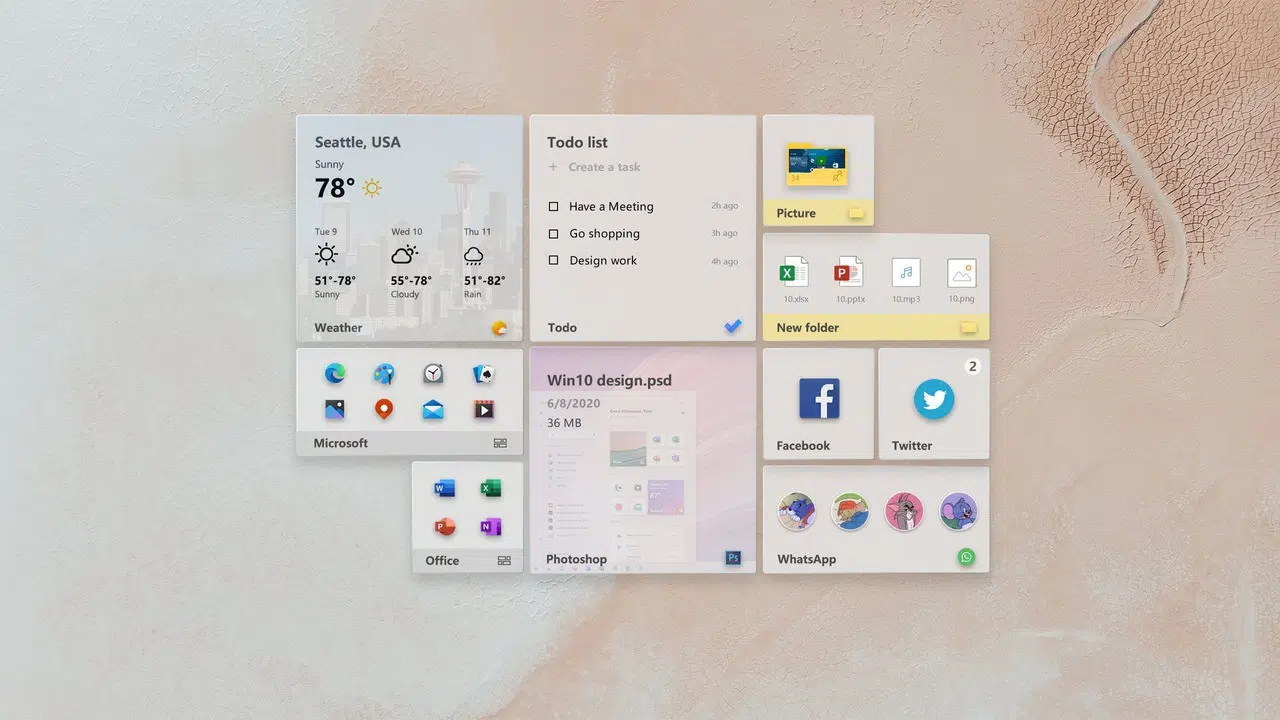 Seattle, USA
Sunny
78°
Tue 9
Wed 10
Thu 11
51°-78°
55°-78°
51°-82°
Sunny
Cloudy
Rain
Weather
Todo list
+ Create a task
Have a Meeting 2h ago
Go shopping 3h ago
Design work 4h ago
Todo
34
Picture
10.xlsx
10.pptx
10.mp3
10.png
New folder
Microsoft
Office
Win10 design.psd
6/8/2020
36 MB
Photoshop
Ps
Facebook
2
Twitter
WhatsApp